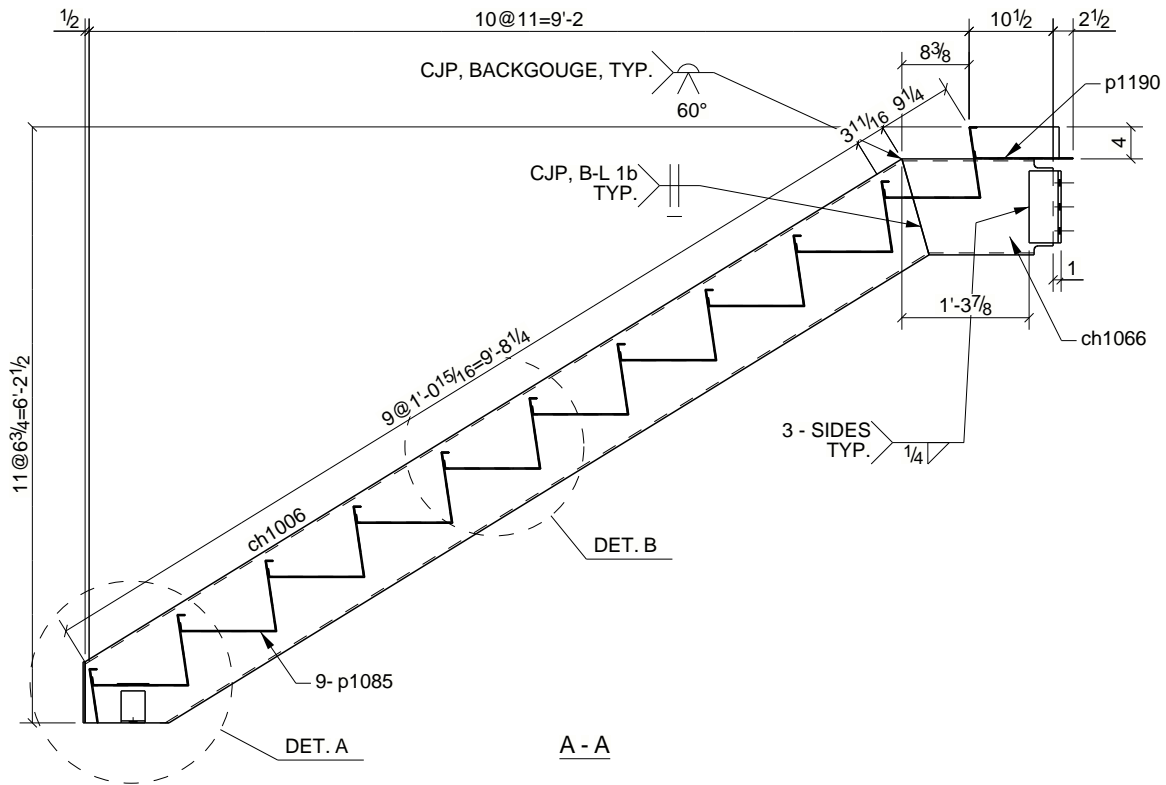 1/2
10@11=9'-2
10 1/2
2 1/2
8 3/8
CJP, BACKGOUGE, TYP.
60°
p1190
3 11/16
9 1/4
4
CJP, B-L 1b
TYP.
1
1'-3 7/8
ch1066
9@1'-0 15/16=9'-8 1/4
11@6 3/4=6'-2 1/2
3 - SIDES
TYP.
1/4
ch1006
DET. B
9- p1085
DET. A
A - A